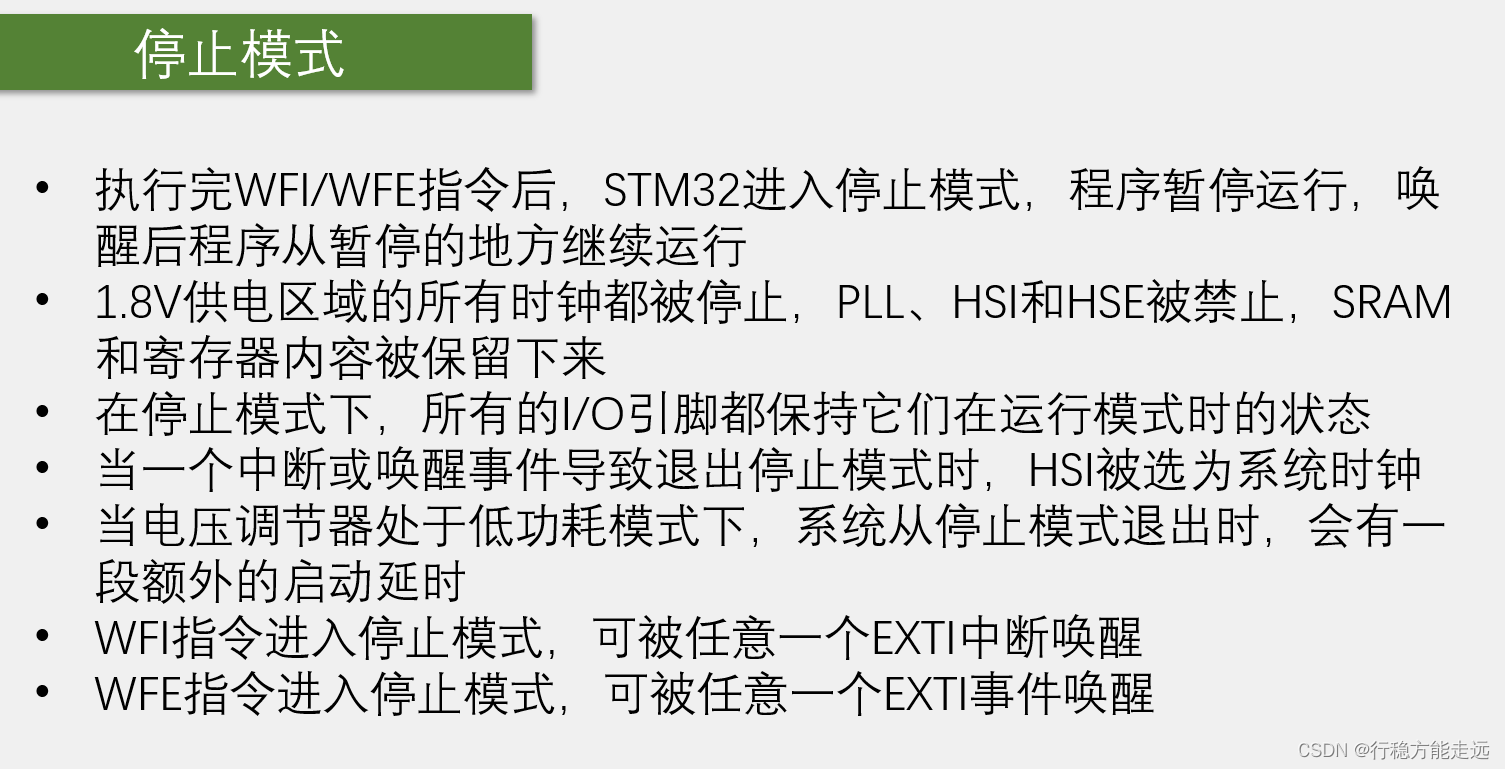 停止模式
• 执行完WFI/WFE指令后，STM32进入停止模式，程序暂停运行，唤
醒后程序从暂停的地方继续运行
• 1.8V供电区域的所有时钟都被停止，PLL、HSI和HSE被禁止，SRAM
和寄存器内容被保留下来
• 在停止模式下，所有的I/O引脚都保持它们在运行模式时的状态
• 当一个中断或唤醒事件导致退出停止模式时，HSI被选为系统时钟
• 当电压调节器处于低功耗模式下，系统从停止模式退出时，会有一
段额外的启动延时
• WFI指令进入停止模式，可被任意一个EXTI中断唤醒
• WFE指令进入停止模式，可被任意一个EXTI事件唤醒
CSDN @行稳方能走远